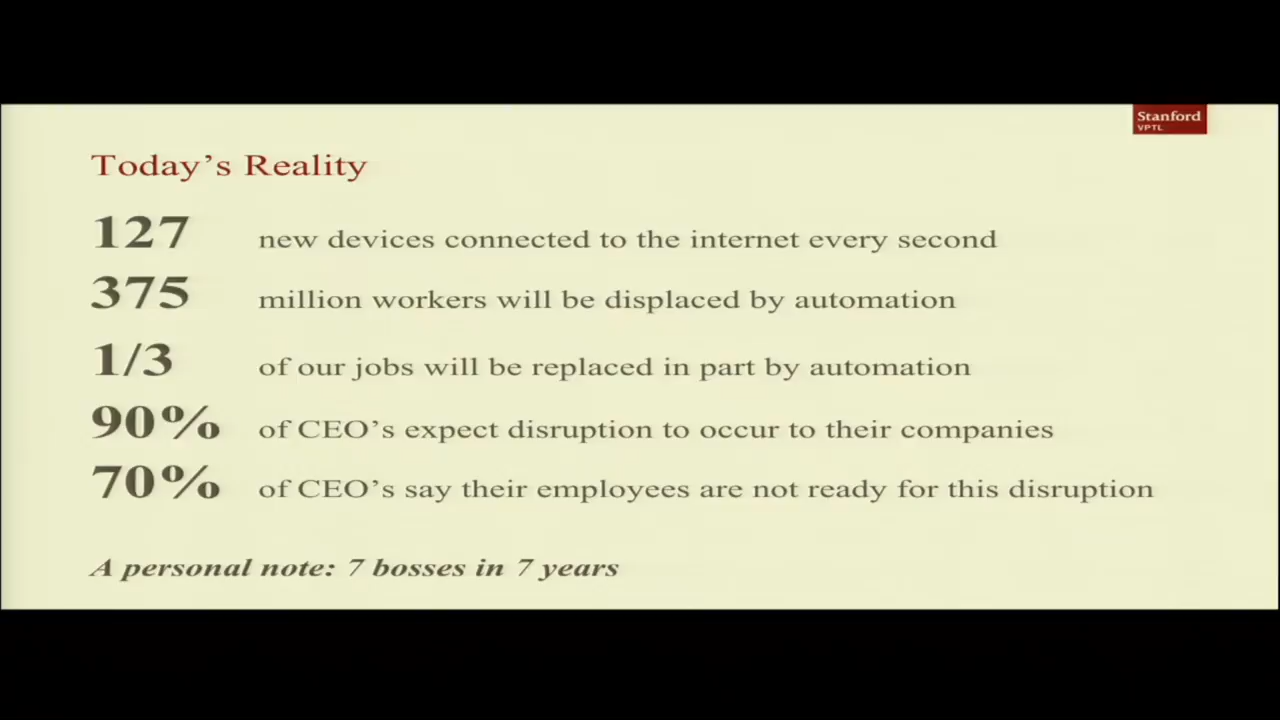 Stanford
VPTL
Today's Reality
127 new devices connected to the internet every second
375 million workers will be displaced by automation
1/3 of our jobs will be replaced in part by automation
90% of CEO's expect disruption to occur to their companies
70% of CEO's say their employees are not ready for this disruption
A personal note: 7 bosses in 7 years